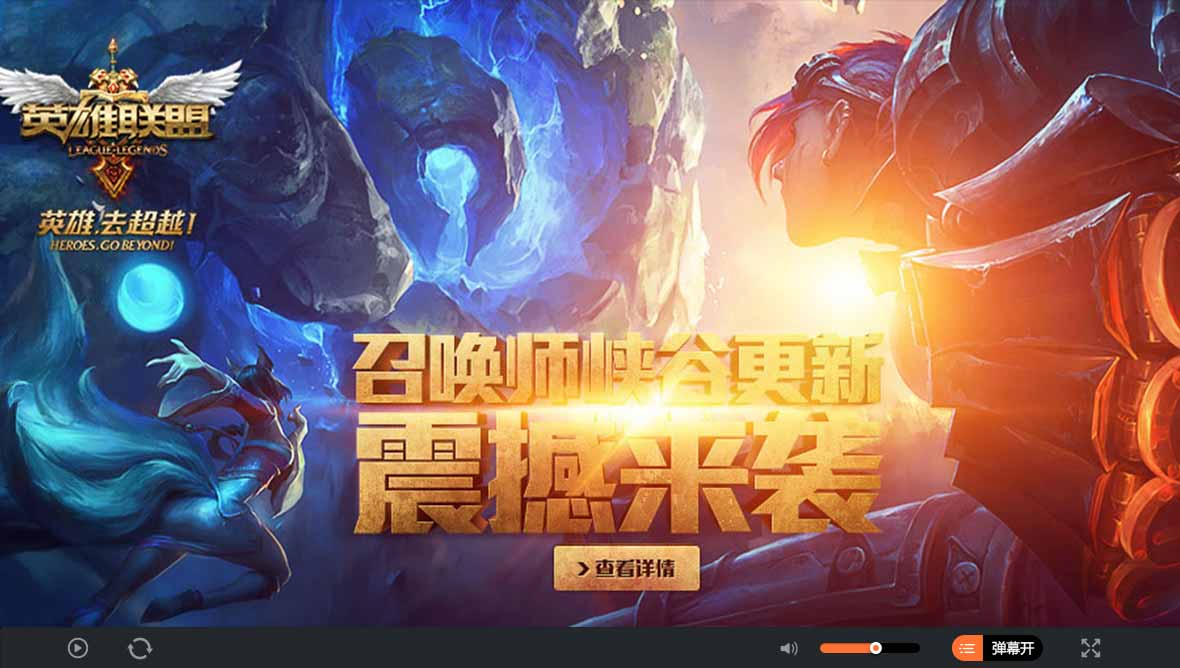 英雄联盟
LEAGUE OF LEGENDS
英雄,去超越!
HEROES, GO BEYOND!
召唤师峡谷更新
震撼来袭
查看详情
弹幕开